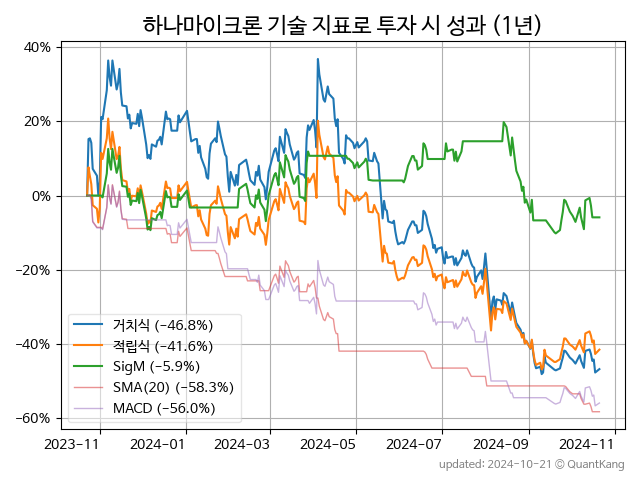 하나마이크론 기술 지표로 투자 시 성과 (1년)
40%
20%
0%
−20%
−40%
−60%
거치식 (−46.8%)
적립식 (−41.6%)
SigM (−5.9%)
SMA(20) (−58.3%)
MACD (−56.0%)
2023-11
2024-01
2024-03
2024-05
2024-07
2024-09
2024-11
updated: 2024-10-21 © QuantKang